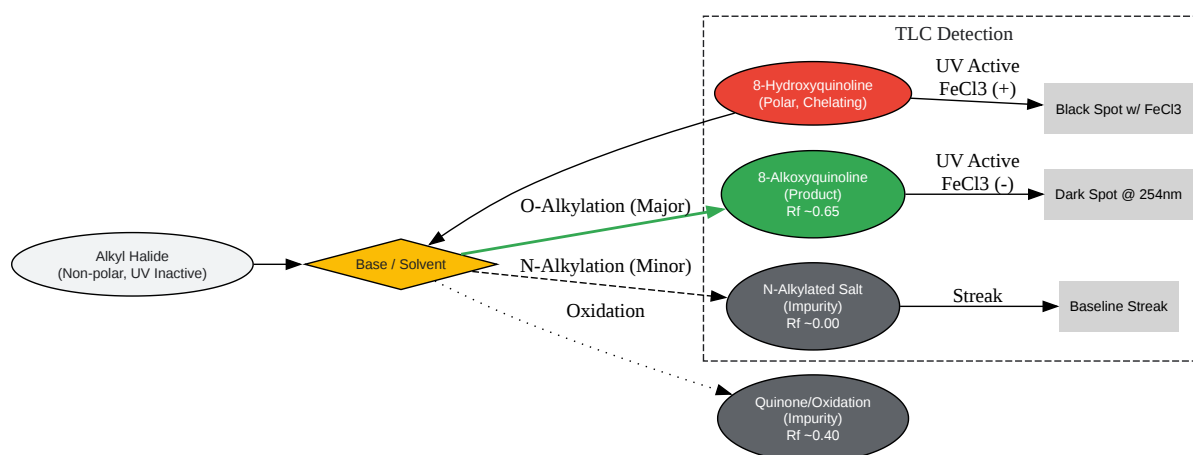 TLC Detection
8-Hydroxyquinoline
(Polar, Chelating)
UV Active
FeCl3 (+)
Black Spot w/ FeCl3
8-Alkoxyquinoline
(Product)
Rf ~0.65
UV Active
FeCl3 (-)
Dark Spot @ 254nm
O-Alkylation (Major)
Alkyl Halide
(Non-polar, UV Inactive)
Base / Solvent
N-Alkylation (Minor)
N-Alkylated Salt
(Impurity)
Rf ~0.00
Streak
Baseline Streak
Oxidation
Quinone/Oxidation
(Impurity)
Rf ~0.40